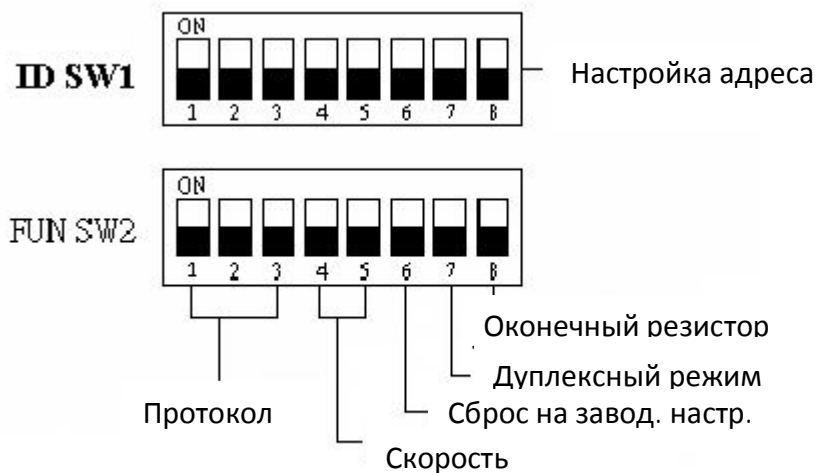 ON
ID SW1
Настройка адреса
1 2 3 4 5 6 7 8
ON
FUN SW2
1 2 3 4 5 6 7 8
Оконечный резистор
Дуплексный режим
Протокол
Сброс на завод. настр.
Скорость